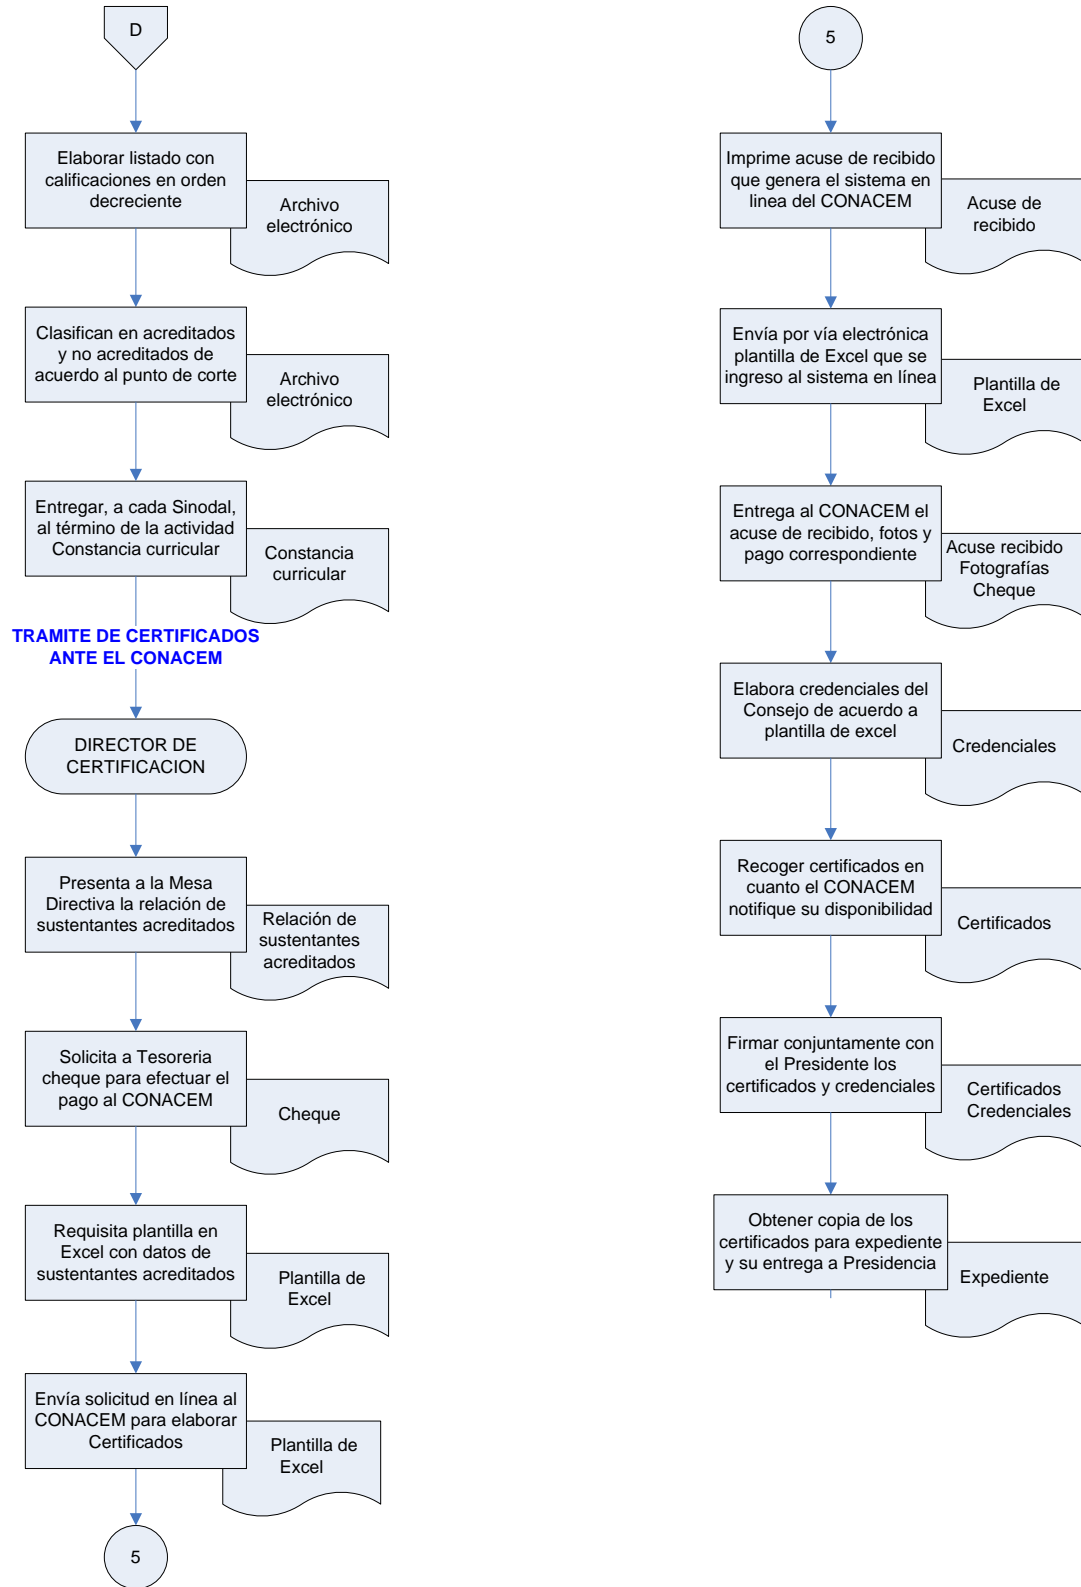 D
Elaborar listado con
calificaciones en orden
decreciente
Archivo
electrónico
Clasifican en acreditados
y no acreditados de
acuerdo al punto de corte
Archivo
electrónico
Entregar, a cada Sinodal,
al término de la actividad
Constancia curricular
Constancia
curricular
TRAMITE DE CERTIFICADOS
ANTE EL CONACEM
DIRECTOR DE
CERTIFICACION
Presenta a la Mesa
Directiva la relación de
sustentantes acreditados
Relación de
sustentantes
acreditados
Solicita a Tesoreria
cheque para efectuar el
pago al CONACEM
Cheque
Requisita plantilla en
Excel con datos de
sustentantes acreditados
Plantilla de
Excel
Envía solicitud en línea al
CONACEM para elaborar
Certificados
Plantilla de
Excel
5
5
Imprime acuse de recibido
que genera el sistema en
linea del CONACEM
Acuse de
recibido
Envía por vía electrónica
plantilla de Excel que se
ingreso al sistema en línea
Plantilla de
Excel
Entrega al CONACEM el
acuse de recibido, fotos y
pago correspondiente
Acuse recibido
Fotografías
Cheque
Elabora credenciales del
Consejo de acuerdo a
plantilla de excel
Credenciales
Recoger certificados en
cuanto el CONACEM
notifique su disponibilidad
Certificados
Firmar conjuntamente con
el Presidente los
certificados y credenciales
Certificados
Credenciales
Obtener copia de los
certificados para expediente
y su entrega a Presidencia
Expediente